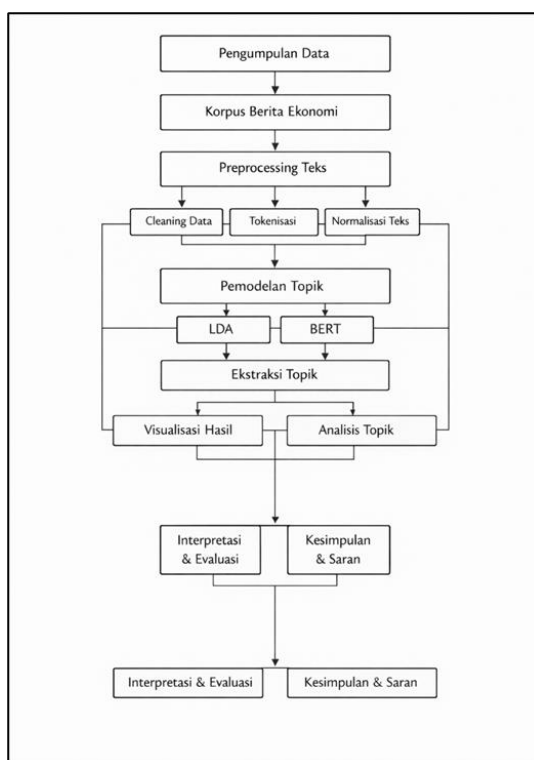 Pengumpulan Data
Korpus Berita Ekonomi
Preprocessing Teks
Cleaning Data
Tokenisasi
Normalisasi Teks
Pemodelan Topik
LDA
BERT
Ekstraksi Topik
Visualisasi Hasil
Analisis Topik
Interpretasi
& Evaluasi
Kesimpulan
& Saran
Interpretasi & Evaluasi
Kesimpulan & Saran